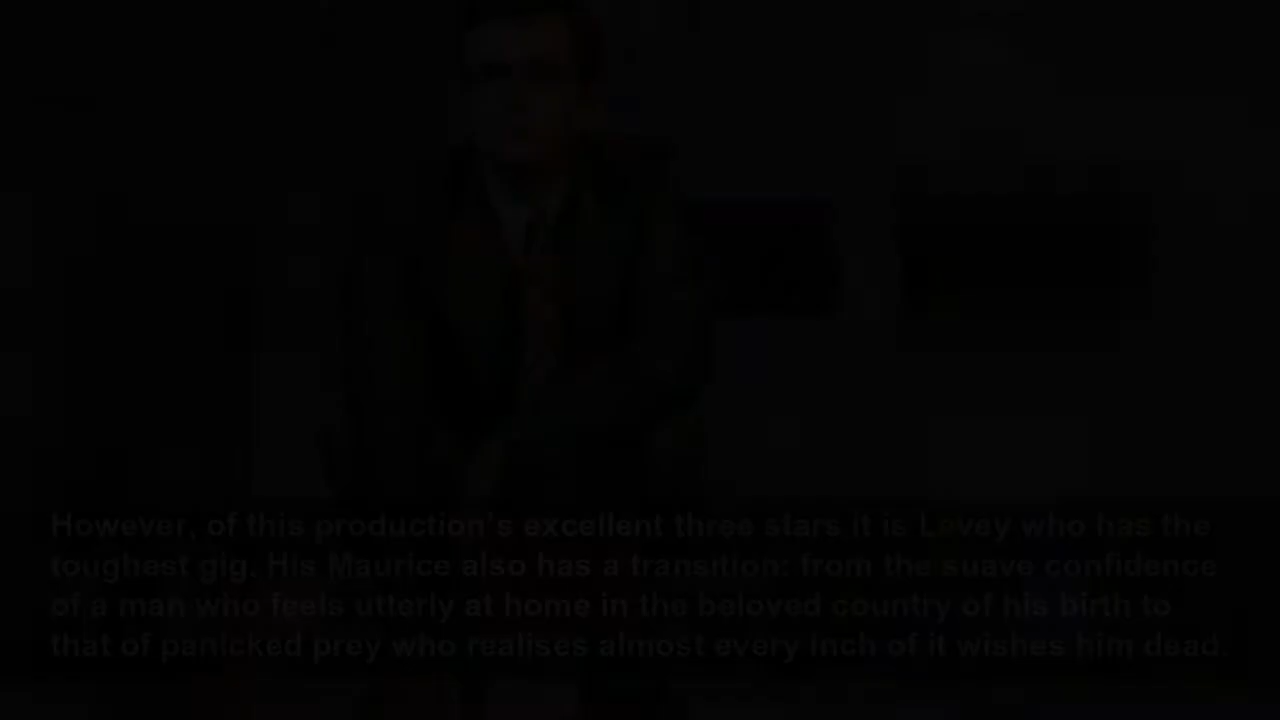 However, of this production's excellent three stars it is Lavey who has the
toughest gig. His Maurice also has a transition: from the suave confidence
of a man who feels utterly at home in the beloved country of his birth to
that of panicked prey who realises almost every inch of it wishes him dead.